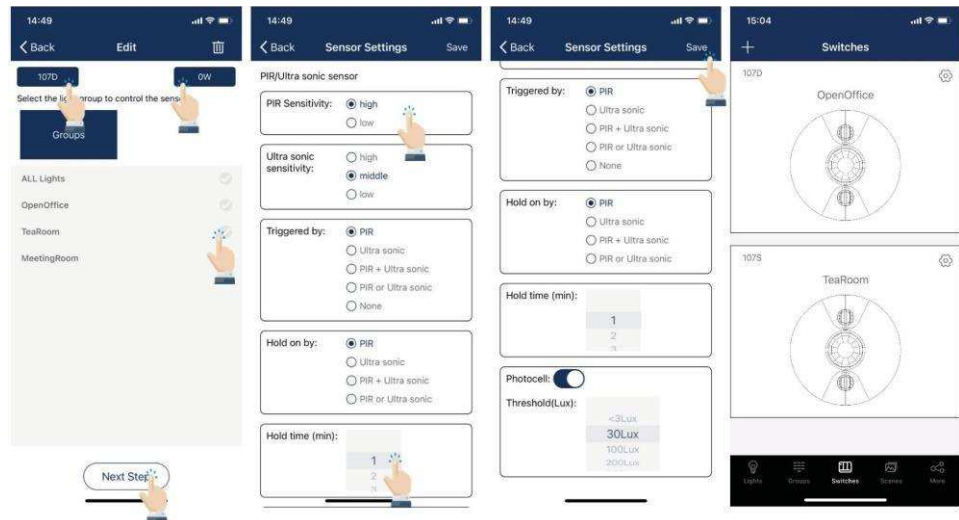 14:49
Back Edit
107D 0W
Select the light group to control the sens
Groups
ALL Lights
OpenOffice
TeaRoom
MeetingRoom
Next Step
14:49
Back Sensor Settings Save
PIR/Ultra sonic sensor
PIR Sensitivity: high
low
Ultra sonic high
sensitivity: middle
low
Triggered by: PIR
Ultra sonic
PIR + Ultra sonic
PIR or Ultra sonic
None
Hold on by: PIR
Ultra sonic
PIR + Ultra sonic
PIR or Ultra sonic
Hold time (min):
1
2
3
14:49
Back Sensor Settings Save
Triggered by: PIR
Ultra sonic
PIR + Ultra sonic
PIR or Ultra sonic
None
Hold on by: PIR
Ultra sonic
PIR + Ultra sonic
PIR or Ultra sonic
Hold time (min):
1
2
3
Photocell:
Threshold(Lux):
<3Lux
30Lux
100Lux
200Lux
15:04
+ Switches
107D
OpenOffice
107S
TeaRoom
Lights Groups Switches Scenes More